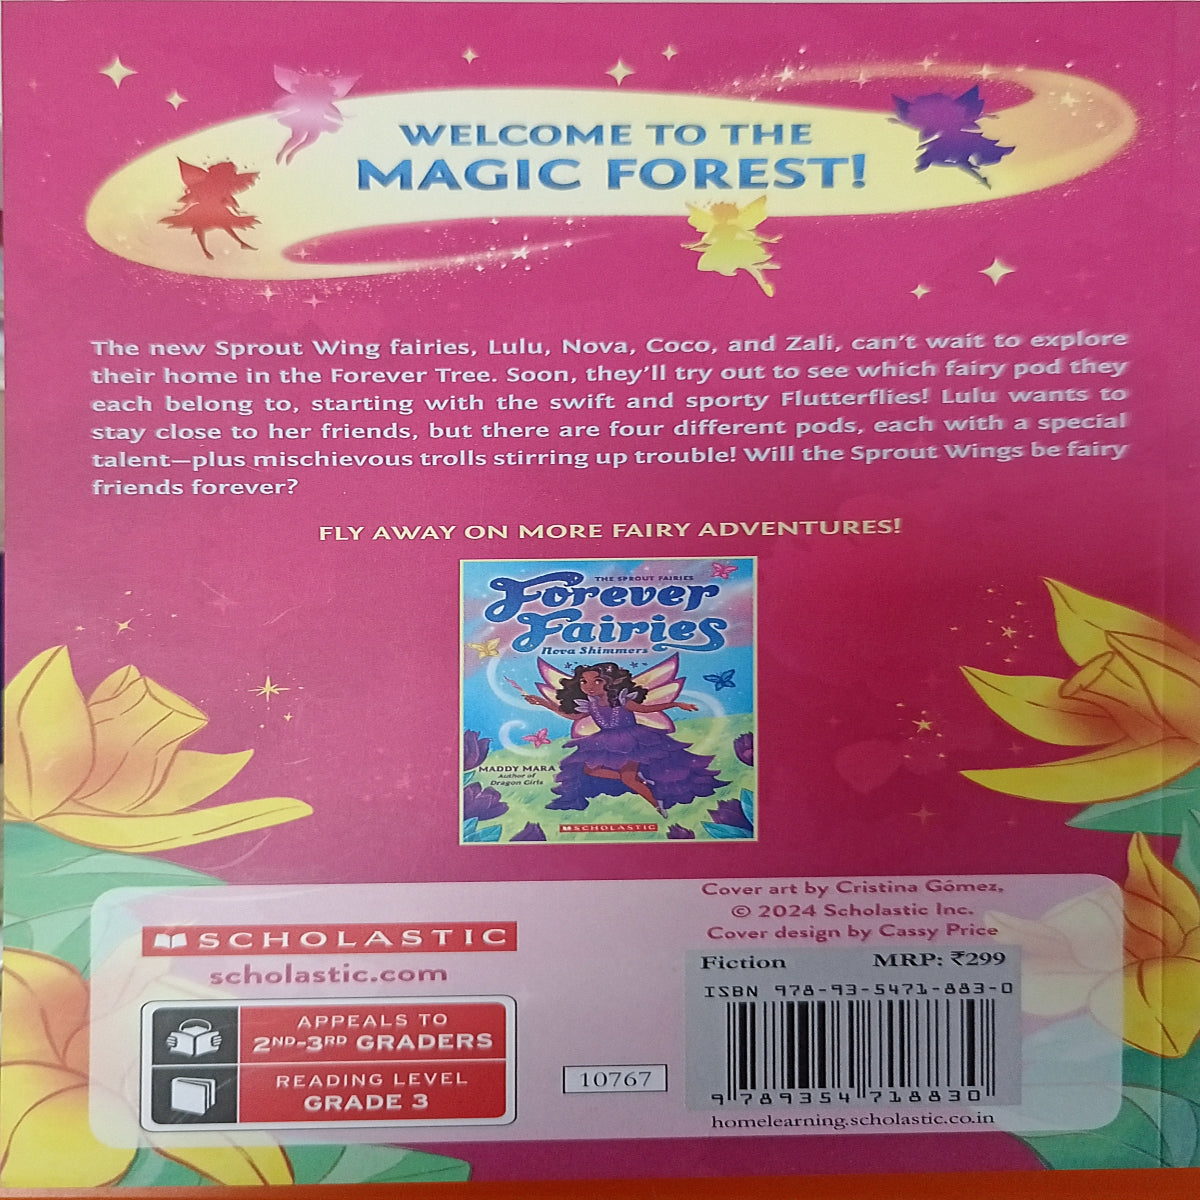 WELCOME TO THE
MAGIC FOREST!
The new Sprout Wing fairies, Lulu, Nova, Coco, and Zali, can't wait to explore
their home in the Forever Tree. Soon, they'll try out to see which fairy pod they
each belong to, starting with the swift and sporty Flutterflies! Lulu wants to
stay close to her friends, but there are four different pods, each with a special
talent—plus mischievous trolls stirring up trouble! Will the Sprout Wings be fairy
friends forever?
FLY AWAY ON MORE FAIRY ADVENTURES!
THE SPROUT FAIRIES
Forever
Fairies
Nova Shimmers
MADDY MARA
Author of
Dragon Girls
SCHOLASTIC
SCHOLASTIC
scholastic.com
APPEALS TO
2ND-3RD GRADERS
READING LEVEL
GRADE 3
10767
Cover art by Cristina Gómez,
© 2024 Scholastic Inc.
Cover design by Cassy Price
Fiction MRP: ₹299
ISBN 978-93-5471-883-0
9 789354 718830
homelearning.scholastic.co.in